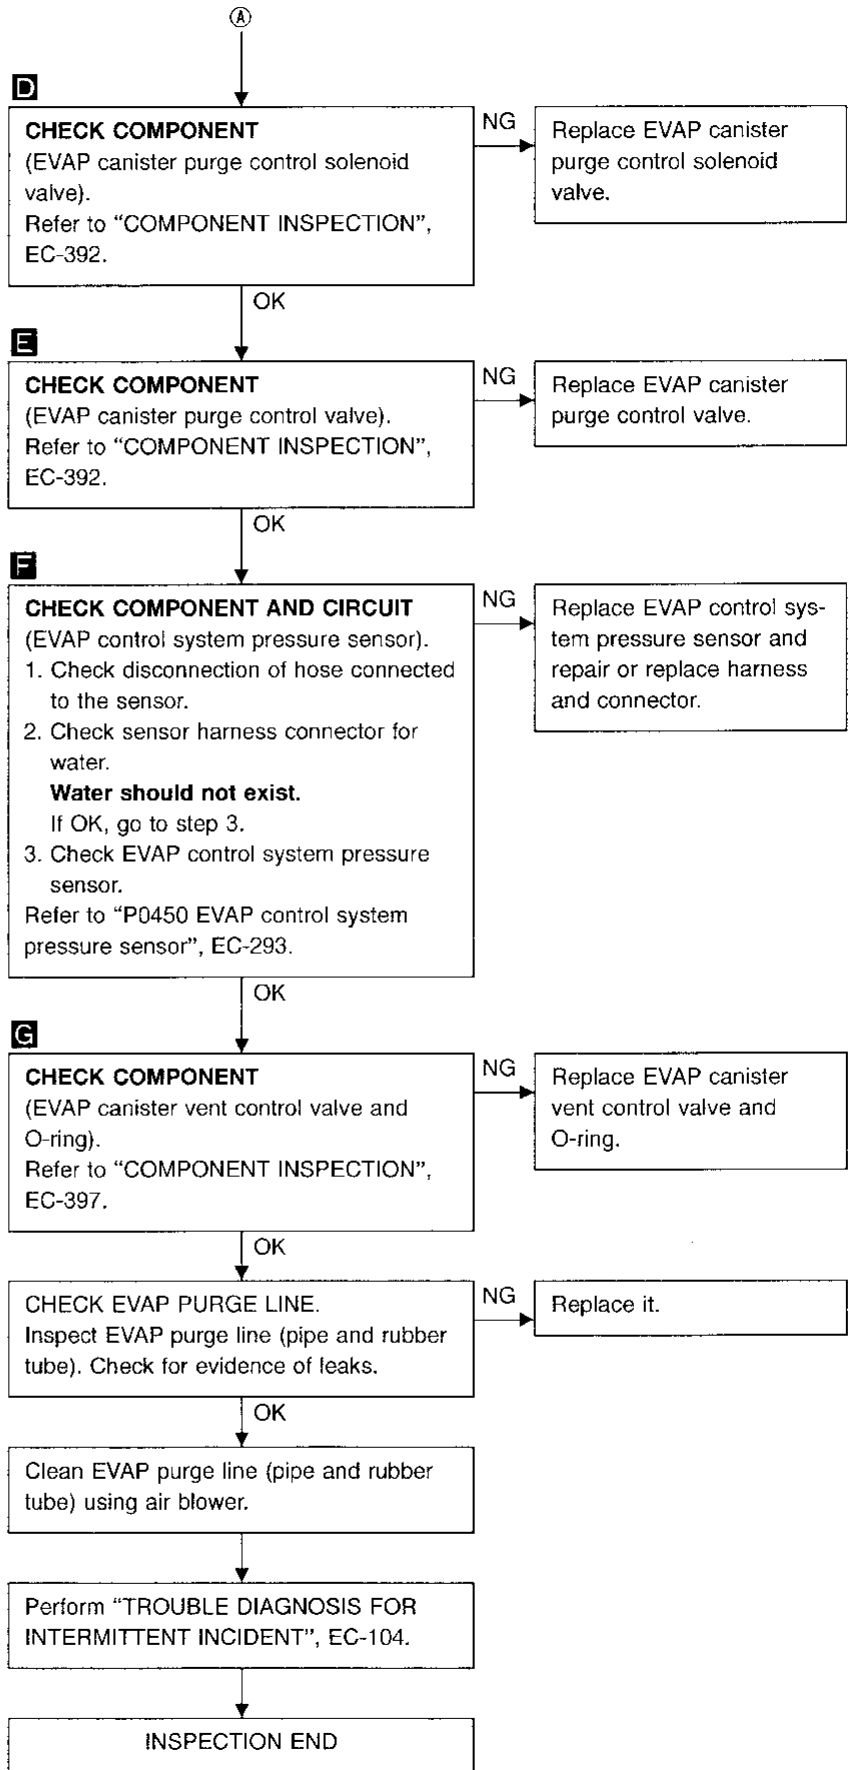 A
D
CHECK COMPONENT
(EVAP canister purge control solenoid
valve).
Refer to “COMPONENT INSPECTION”,
EC-392.
NG
Replace EVAP canister
purge control solenoid
valve.
OK
E
CHECK COMPONENT
(EVAP canister purge control valve).
Refer to “COMPONENT INSPECTION”,
EC-392.
NG
Replace EVAP canister
purge control valve.
OK
F
CHECK COMPONENT AND CIRCUIT
(EVAP control system pressure sensor).
1. Check disconnection of hose connected
to the sensor.
2. Check sensor harness connector for
water.
Water should not exist.
If OK, go to step 3.
3. Check EVAP control system pressure
sensor.
Refer to “P0450 EVAP control system
pressure sensor”, EC-293.
NG
Replace EVAP control sys-
tem pressure sensor and
repair or replace harness
and connector.
OK
G
CHECK COMPONENT
(EVAP canister vent control valve and
O-ring).
Refer to “COMPONENT INSPECTION”,
EC-397.
NG
Replace EVAP canister
vent control valve and
O-ring.
OK
CHECK EVAP PURGE LINE.
Inspect EVAP purge line (pipe and rubber
tube). Check for evidence of leaks.
NG
Replace it.
OK
Clean EVAP purge line (pipe and rubber
tube) using air blower.
Perform “TROUBLE DIAGNOSIS FOR
INTERMITTENT INCIDENT”, EC-104.
INSPECTION END